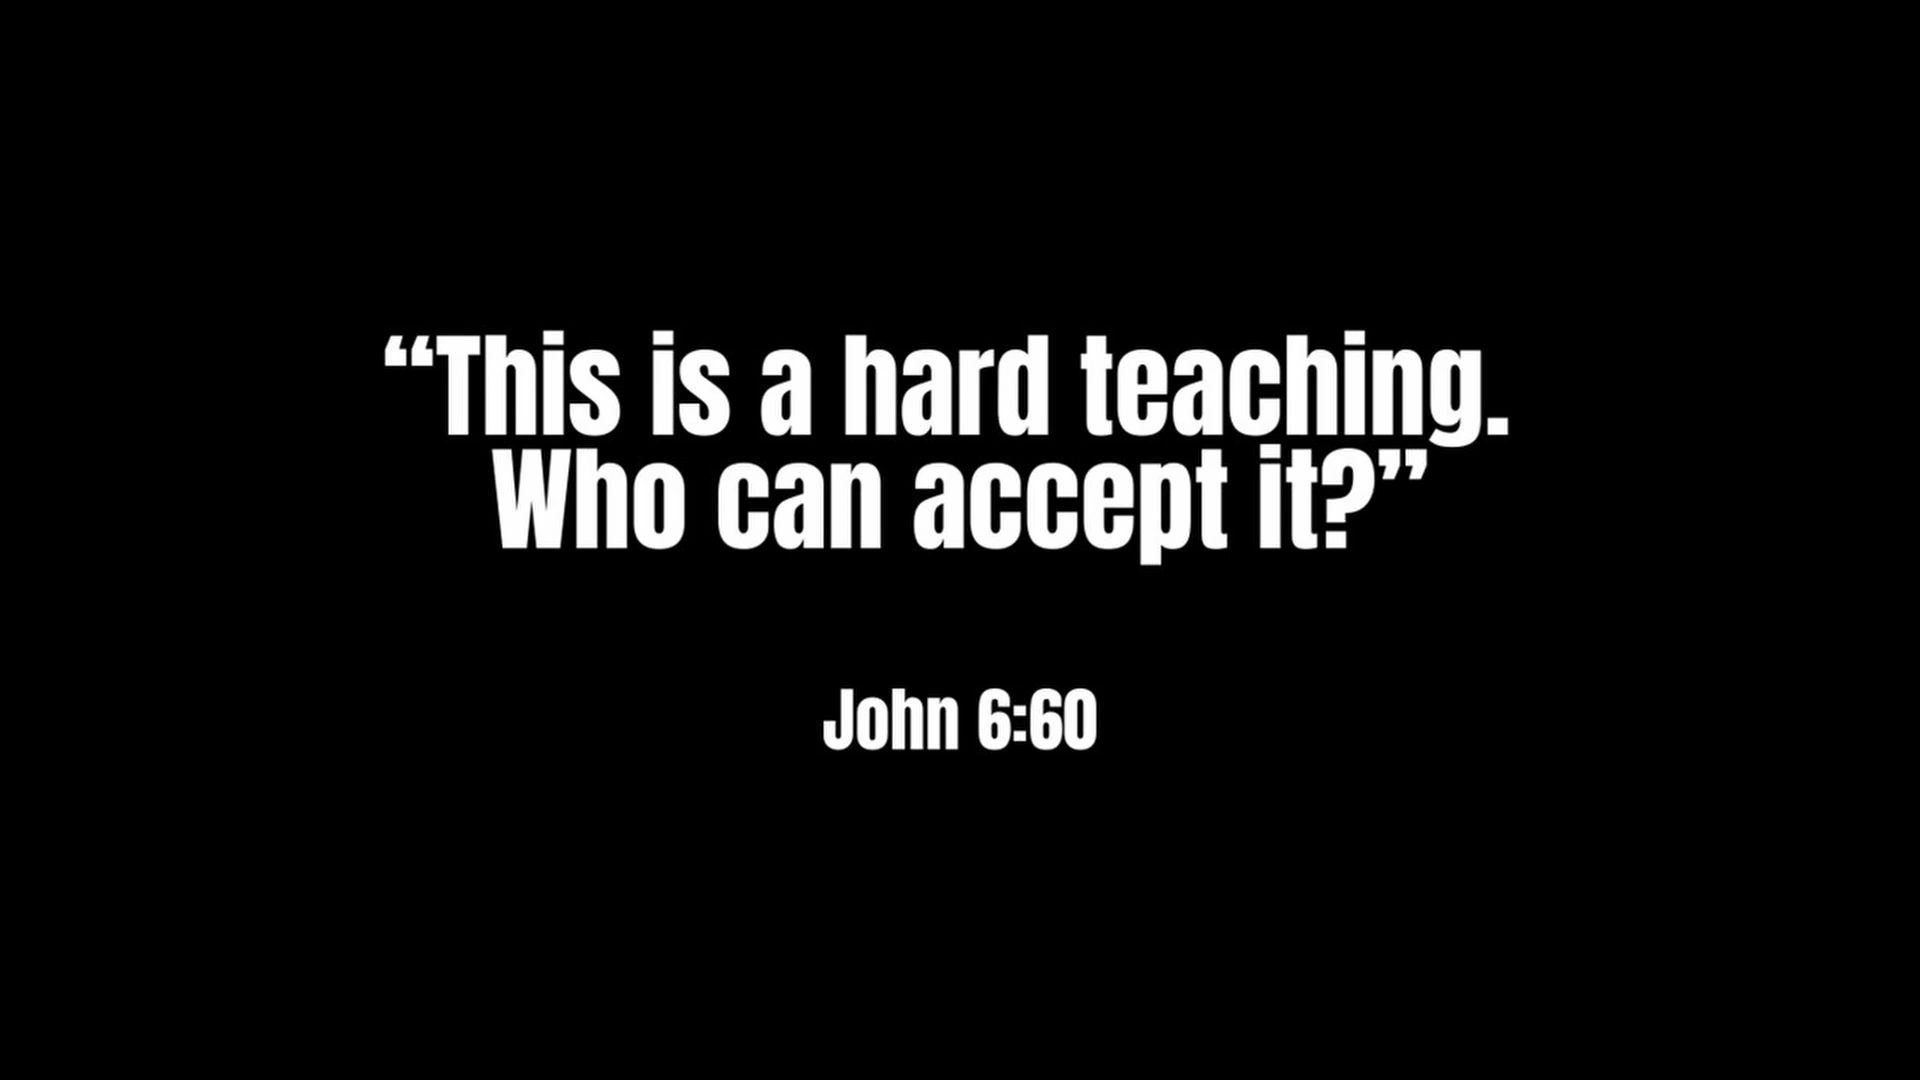 “This is a hard teaching.
Who can accept it?”
John 6:60